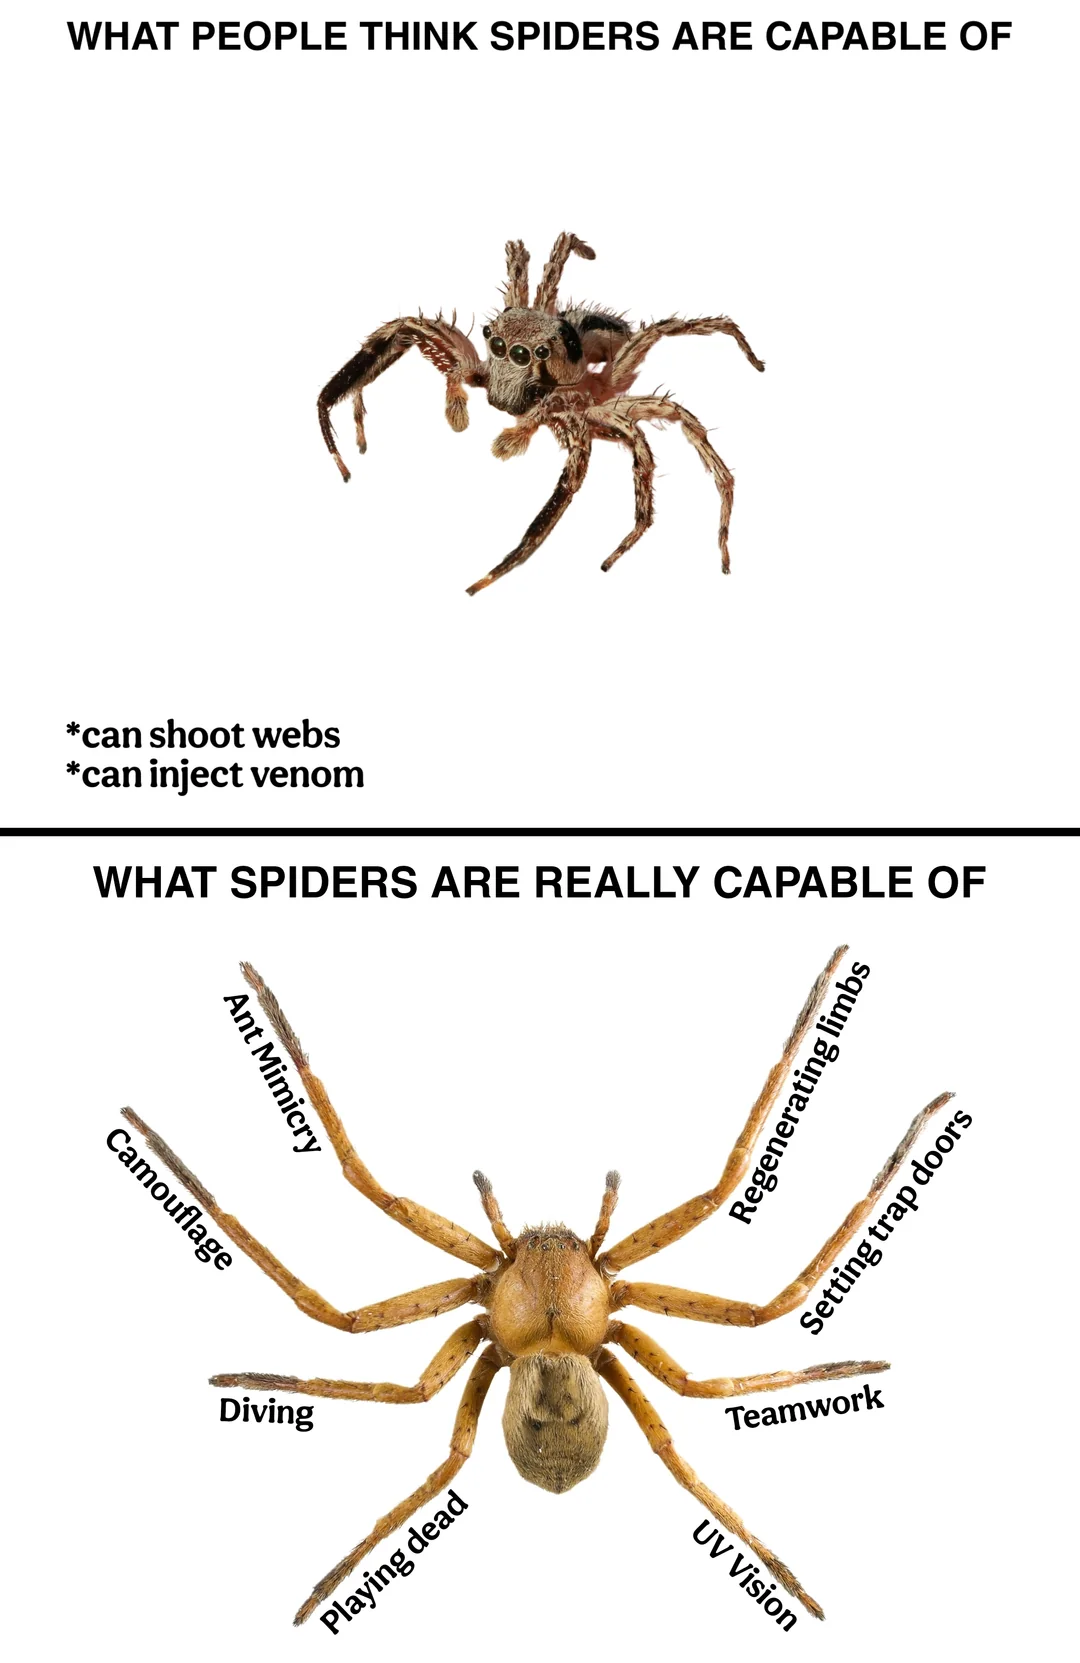 WHAT PEOPLE THINK SPIDERS ARE CAPABLE OF
*can shoot webs
*can inject venom
WHAT SPIDERS ARE REALLY CAPABLE OF
Ant Mimicry
Regenerating limbs
Camouflage
Setting trap doors
Diving
Teamwork
Playing dead
UV Vision